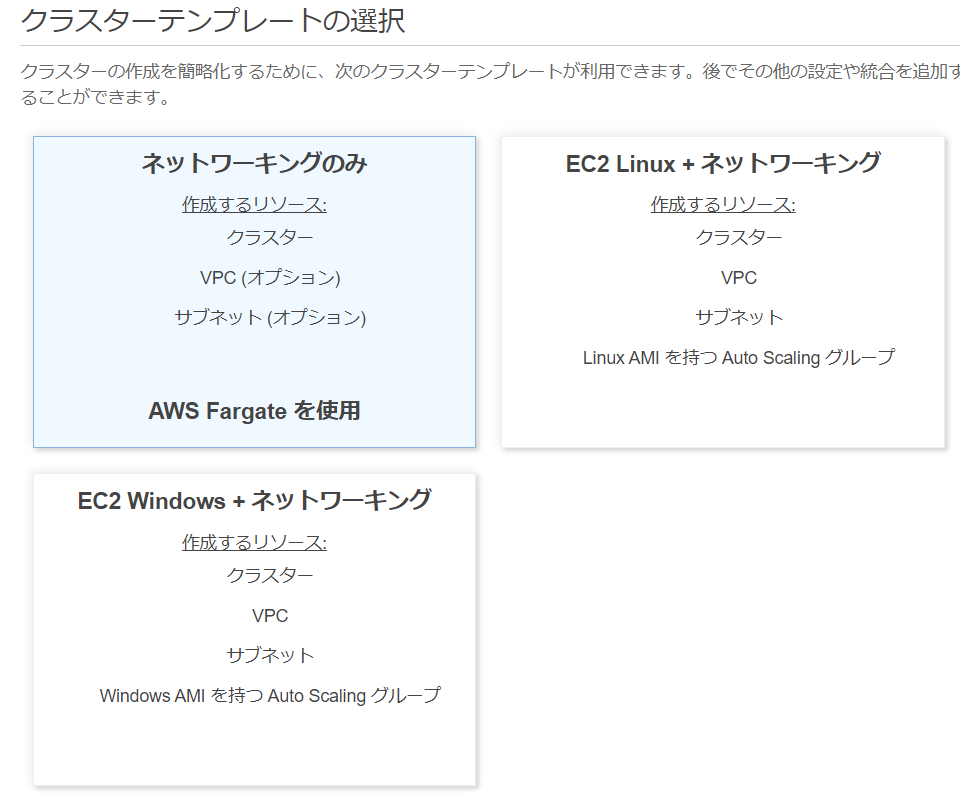 クラスターテンプレートの選択
クラスターの作成を簡略化するために、次のクラスターテンプレートが利用できます。後でその他の設定や統合を追加す
ることができます。
ネットワーキングのみ
作成するリソース:
クラスター
VPC (オプション)
サブネット (オプション)
AWS Fargate を使用
EC2 Linux + ネットワーキング
作成するリソース:
クラスター
VPC
サブネット
Linux AMI を持つ Auto Scaling グループ
EC2 Windows + ネットワーキング
作成するリソース:
クラスター
VPC
サブネット
Windows AMI を持つ Auto Scaling グループ